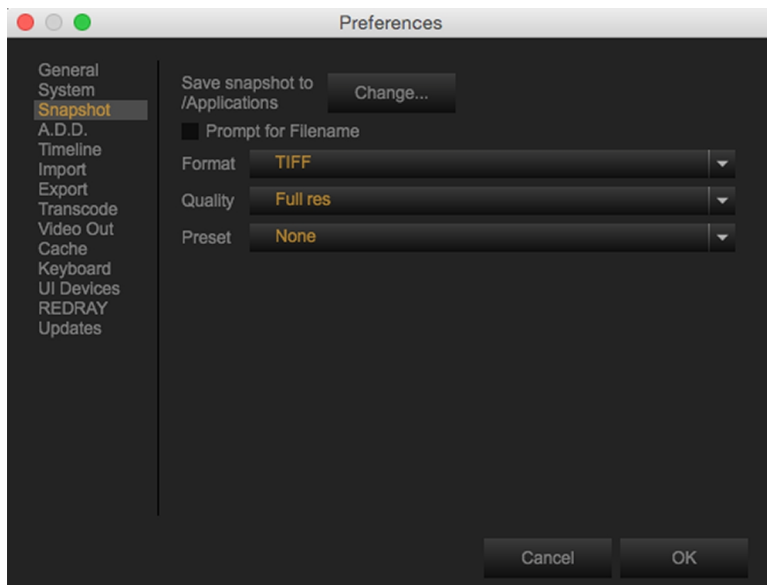 Preferences
General
System
Snapshot
A.D.D.
Timeline
Import
Export
Transcode
Video Out
Cache
Keyboard
UI Devices
REDRAY
Updates
Save snapshot to
/Applications
Change...
Prompt for Filename
Format TIFF
Quality Full res
Preset None
Cancel OK